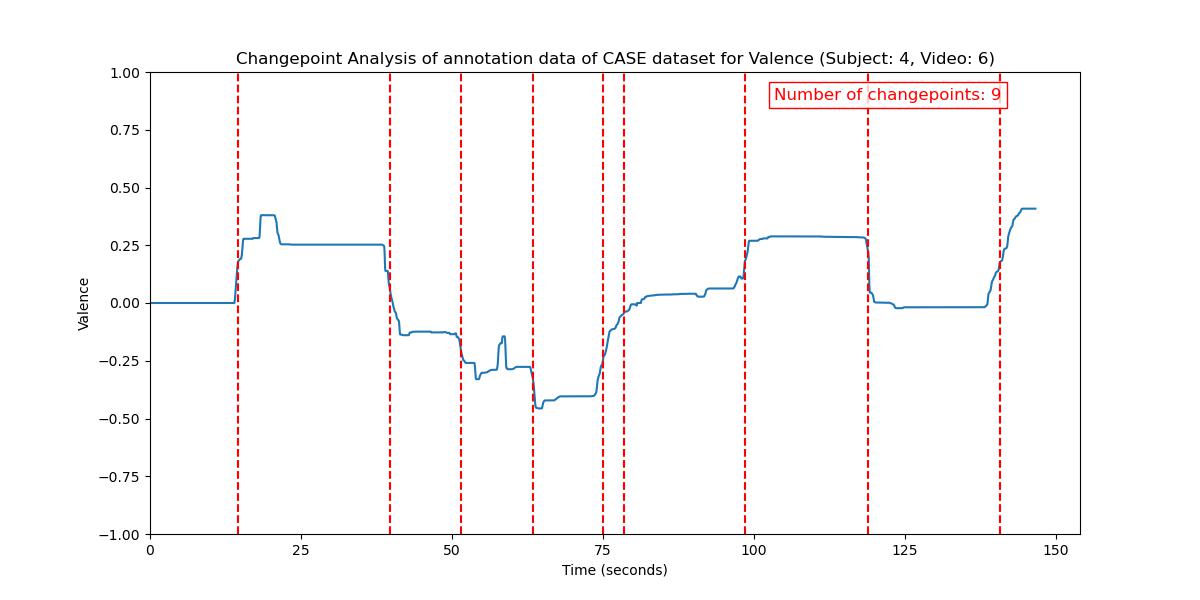 Changepoint Analysis of annotation data of CASE dataset for Valence (Subject: 4, Video: 6)
Number of changepoints: 9
1.00
0.75
0.50
0.25
0.00
−0.25
−0.50
−0.75
−1.00
Valence
0 25 50 75 100 125 150
Time (seconds)